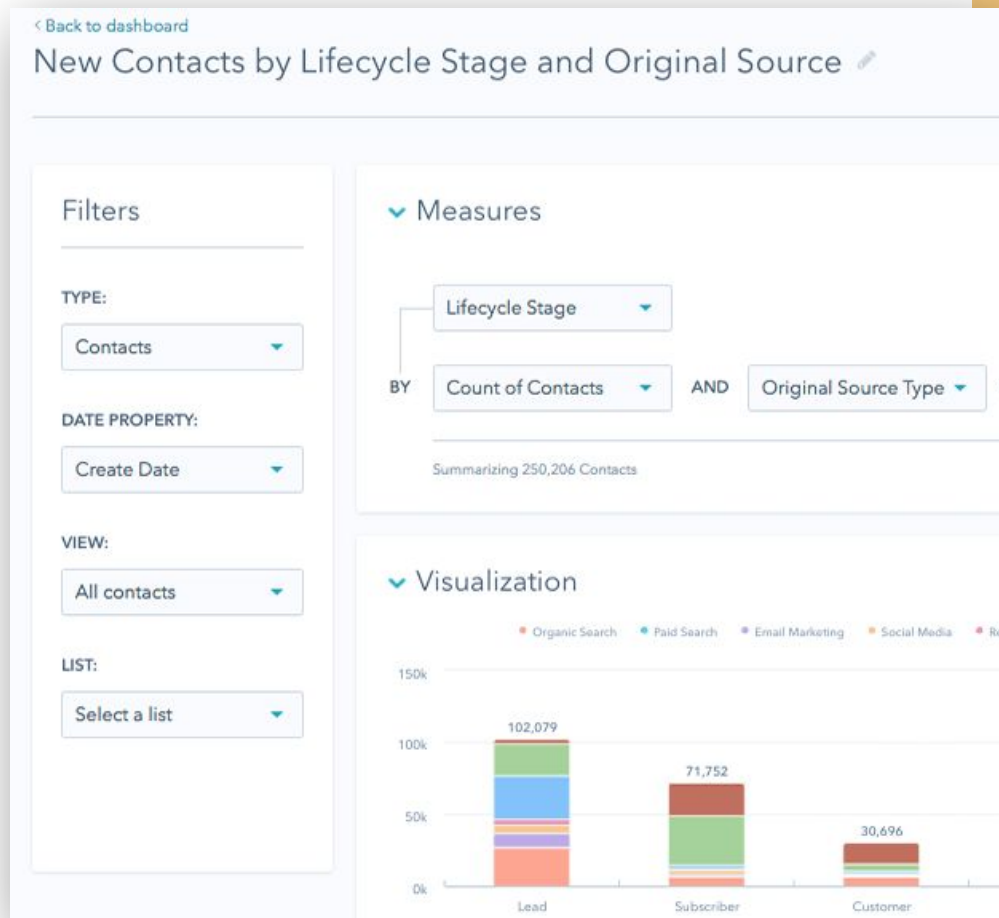 < Back to dashboard
New Contacts by Lifecycle Stage and Original Source
Filters
TYPE:
Contacts
DATE PROPERTY:
Create Date
VIEW:
All contacts
LIST:
Select a list
Measures
Lifecycle Stage
BY Count of Contacts AND Original Source Type
Summarizing 250,206 Contacts
Visualization
Organic Search Paid Search Email Marketing Social Media
150k
102,079
100k
71,752
50k
30,696
0k
Lead Subscriber Customer